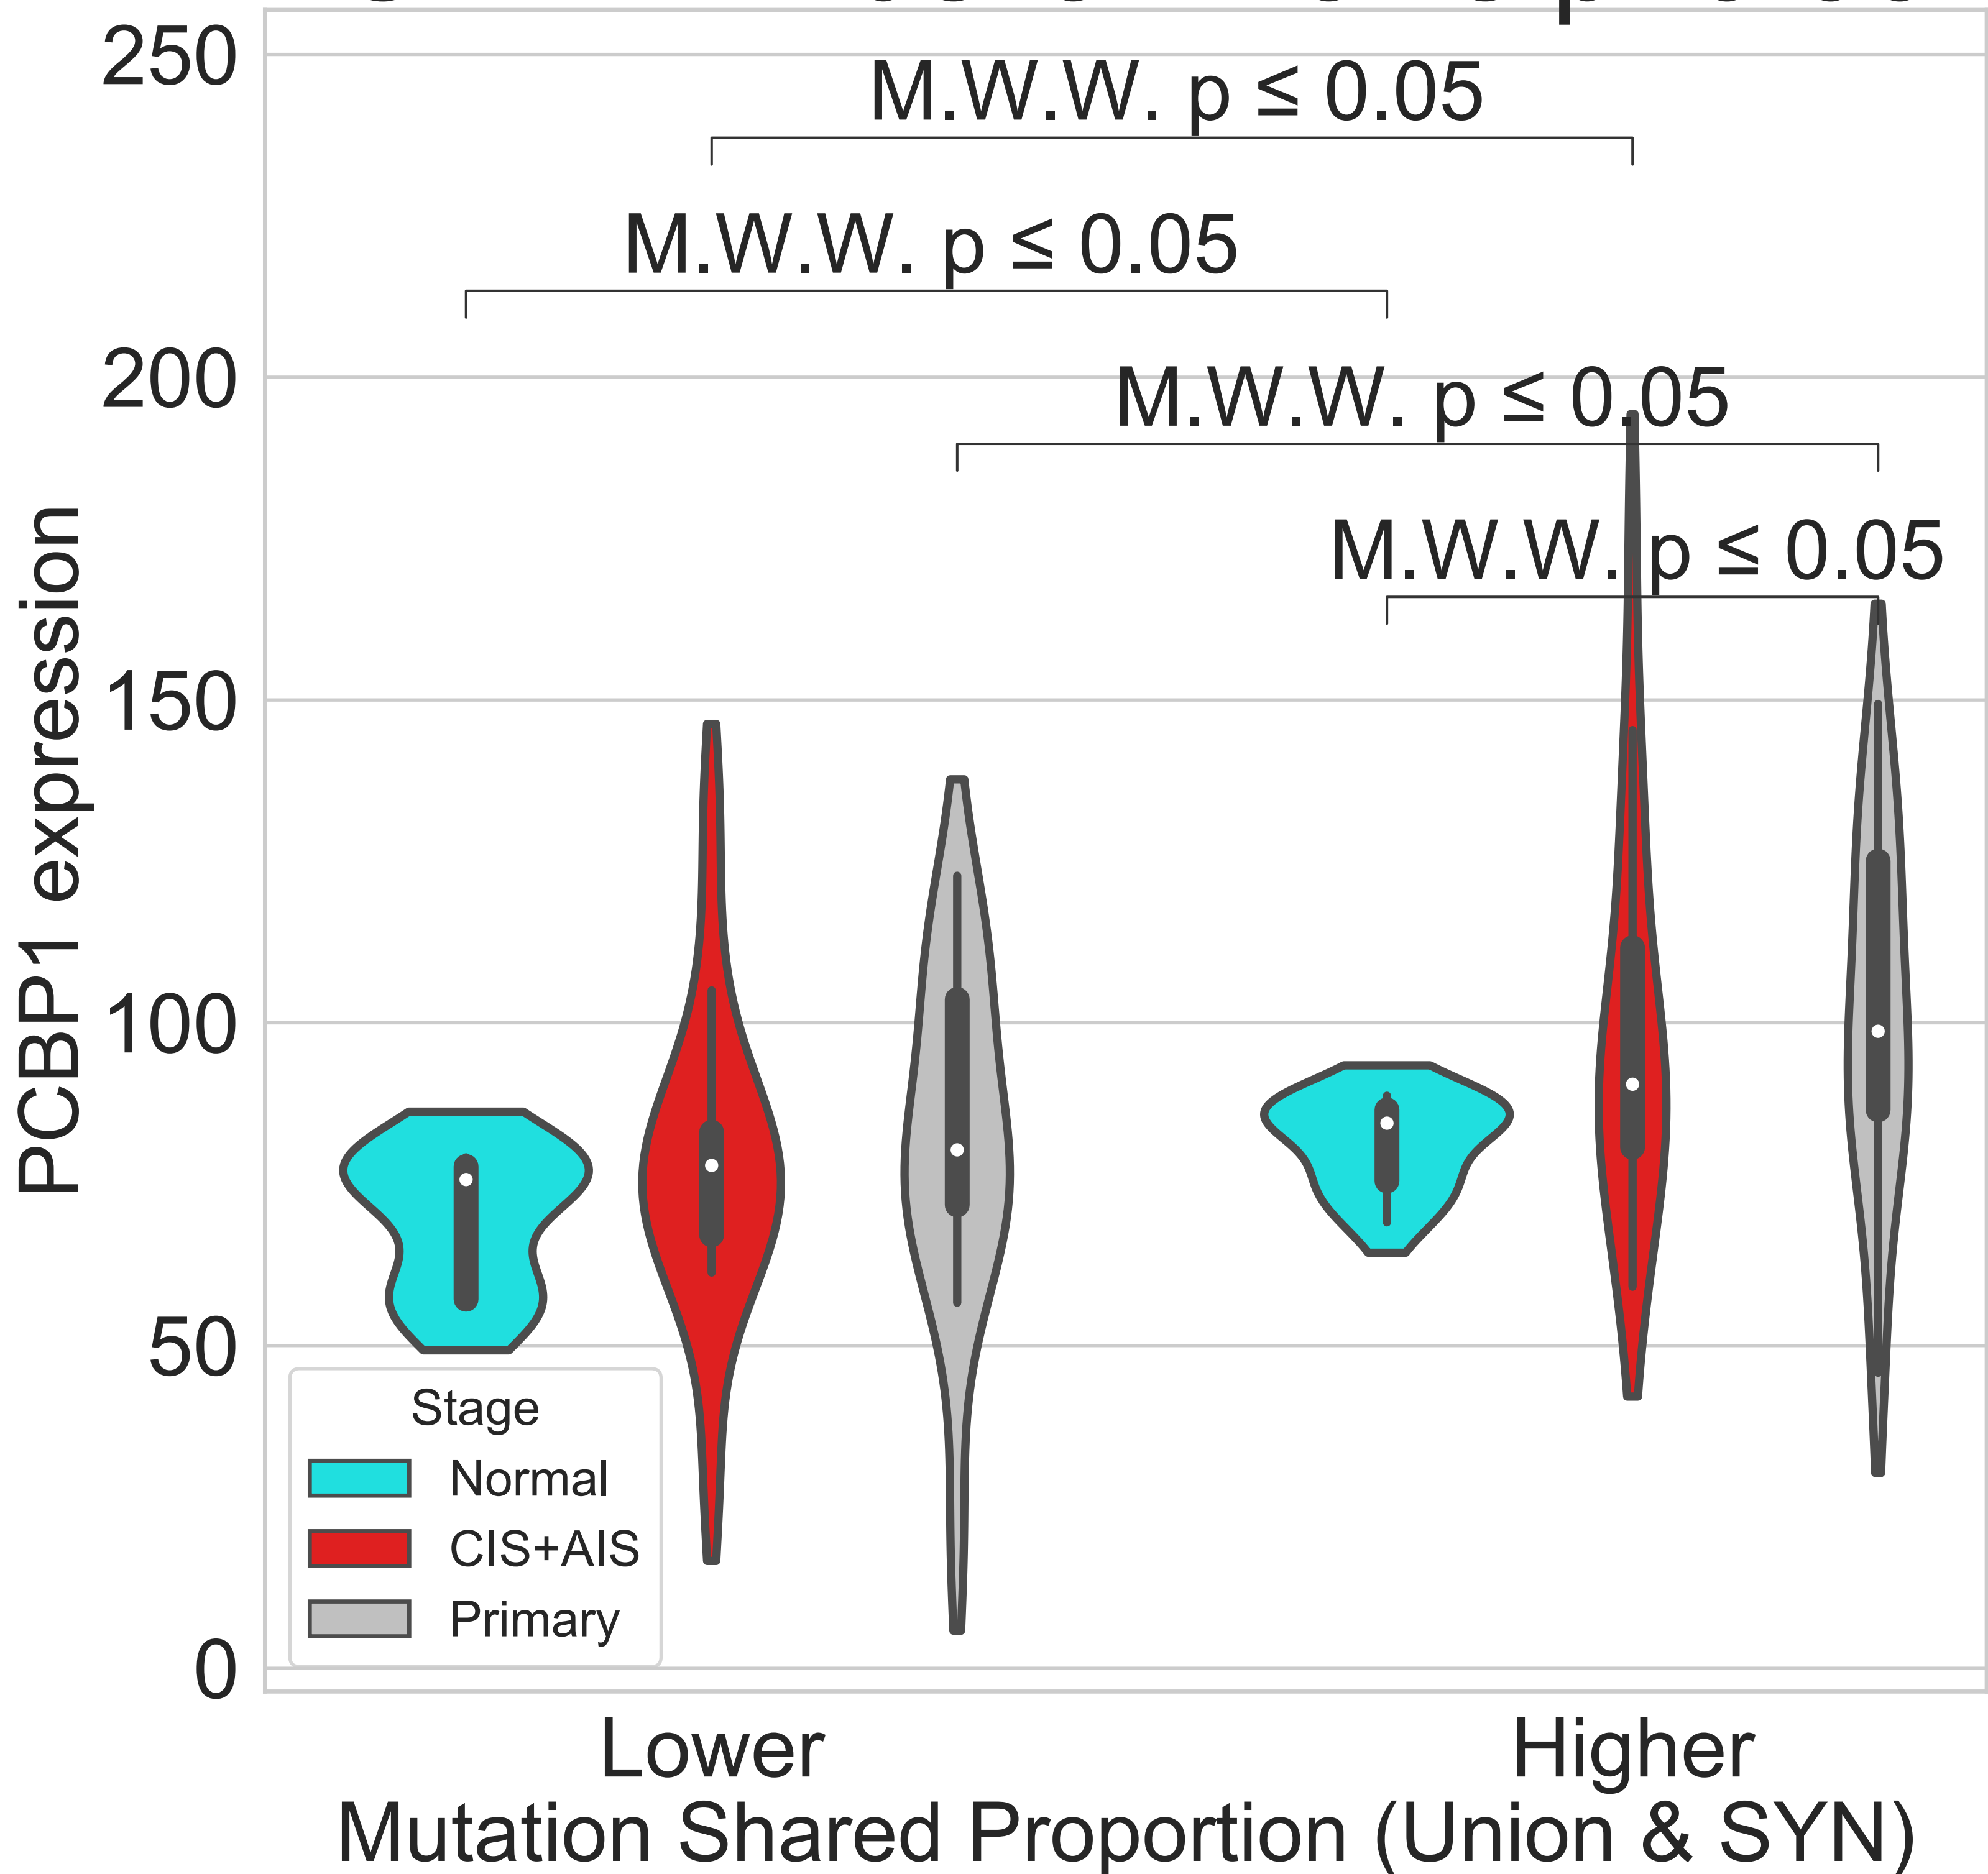 250
M.W.W. p ≤ 0.05
M.W.W. p ≤ 0.05
200
M.W.W. p ≤ 0.05
M.W.W. p ≤ 0.05
150
PCBP1 expression
100
50
Stage
Normal
CIS+AIS
Primary
0
Lower
Higher
Mutation Shared Proportion (Union & SYN)